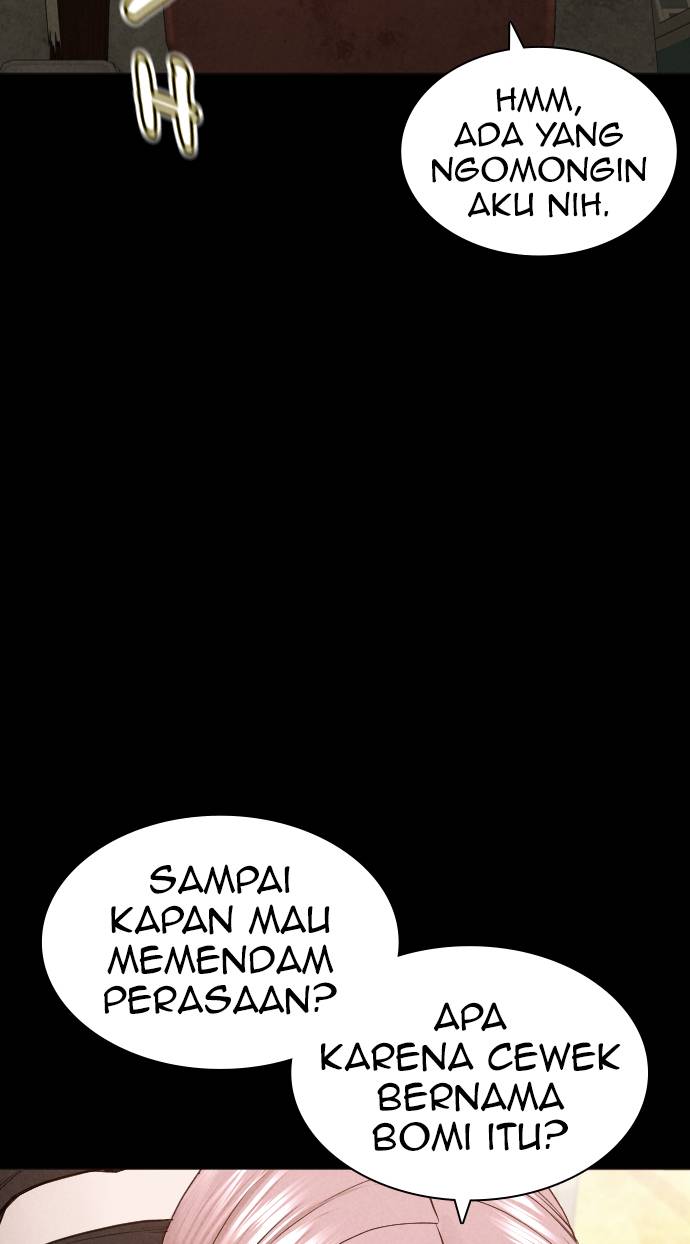 H
HMM,
ADA YANG
NGOMONGIN
AKU NIH.
SAMPAI
KAPAN MAU
MEMENDAM
PERASAAN?
APA
KARENA CEWEK
BERNAMA
BOMI ITU?